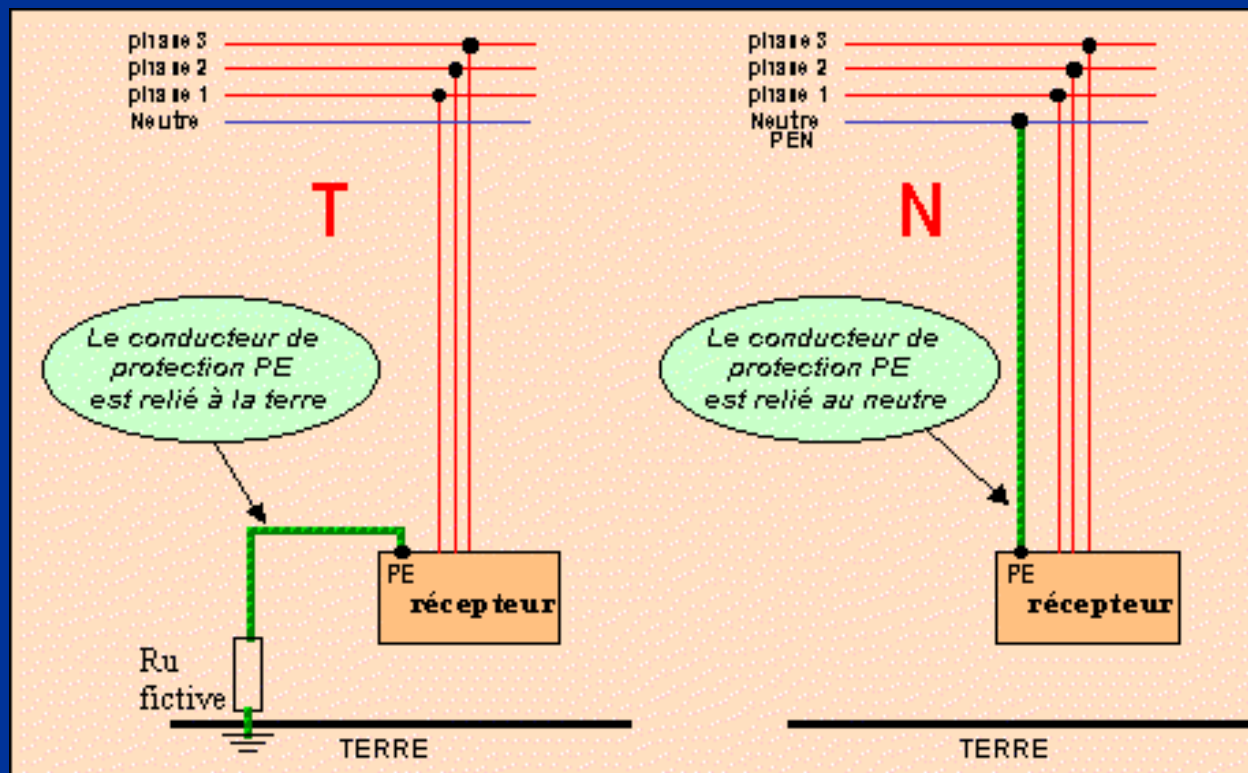 phase 3
phase 2
phase 1
Neutre
T
Le conducteur de
protection PE
est relié à la terre
PE
récepteur
Ru
fictive
TERRE
phase 3
phase 2
phase 1
Neutre
PEN
N
Le conducteur de
protection PE
est relié au neutre
PE
récepteur
TERRE